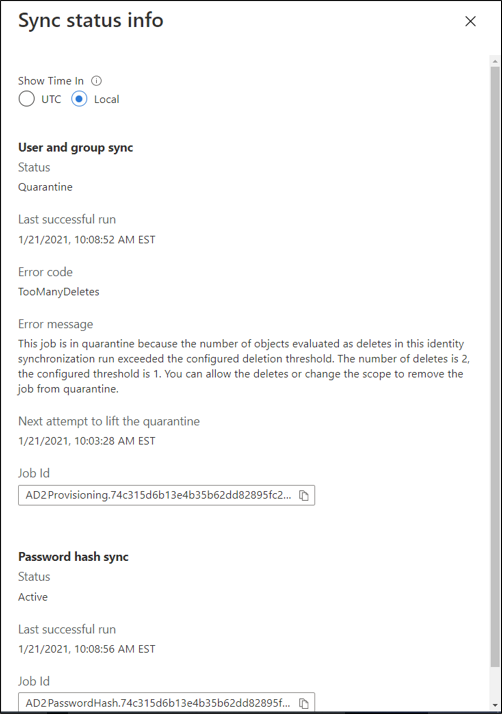 Sync status info
Show Time In
UTC Local
User and group sync
Status
Quarantine
Last successful run
1/21/2021, 10:08:52 AM EST
Error code
TooManyDeletes
Error message
This job is in quarantine because the number of objects evaluated as deletes in this identity
synchronization run exceeded the configured deletion threshold. The number of deletes is 2,
the configured threshold is 1. You can allow the deletes or change the scope to remove the
job from quarantine.
Next attempt to lift the quarantine
1/21/2021, 10:03:28 AM EST
Job Id
AD2Provisioning.74c315d6b13e4b35b62dd82895fc2...
Password hash sync
Status
Active
Last successful run
1/21/2021, 10:08:56 AM EST
Job Id
AD2PasswordHash.74c315d6b13e4b35b62dd82895f...